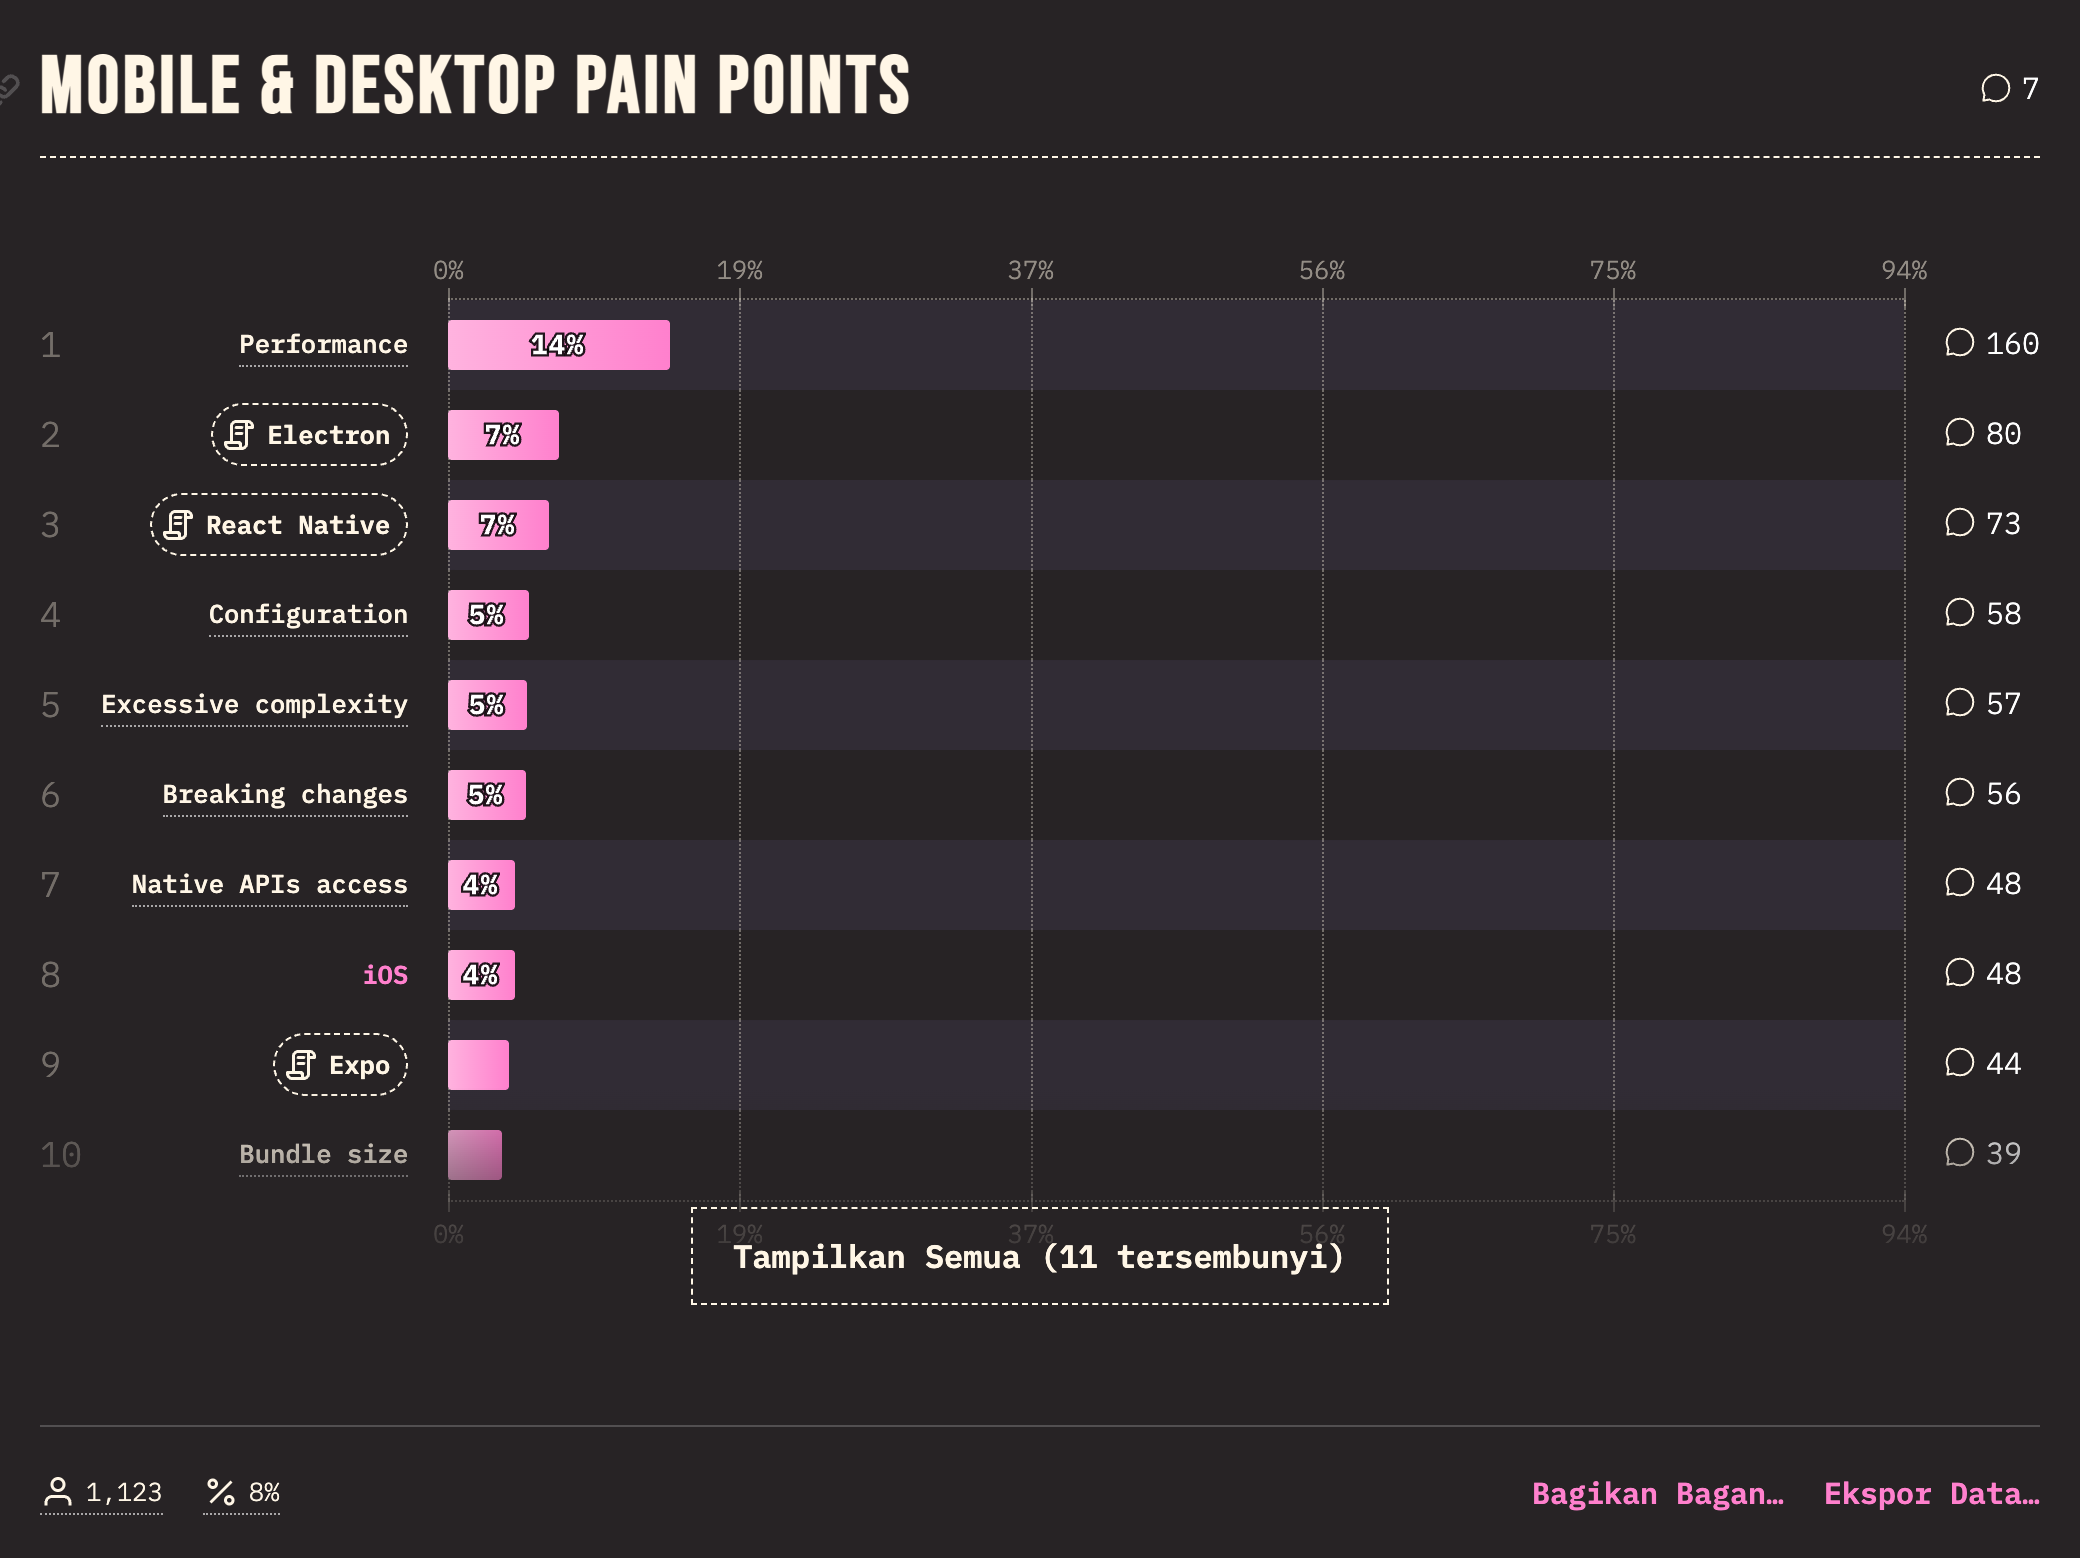 MOBILE & DESKTOP PAIN POINTS
7
0% 19% 37% 56% 75% 94%
1 Performance 14% 160
2 Electron 7% 80
3 React Native 7% 73
4 Configuration 5% 58
5 Excessive complexity 5% 57
6 Breaking changes 5% 56
7 Native APIs access 4% 48
8 iOS 4% 48
9 Expo 44
10 Bundle size 39
0% 19% 37% 56% 75% 94%
Tampilkan Semua (11 tersembunyi)
1,123 8% Bagikan Bagan… Ekspor Data…